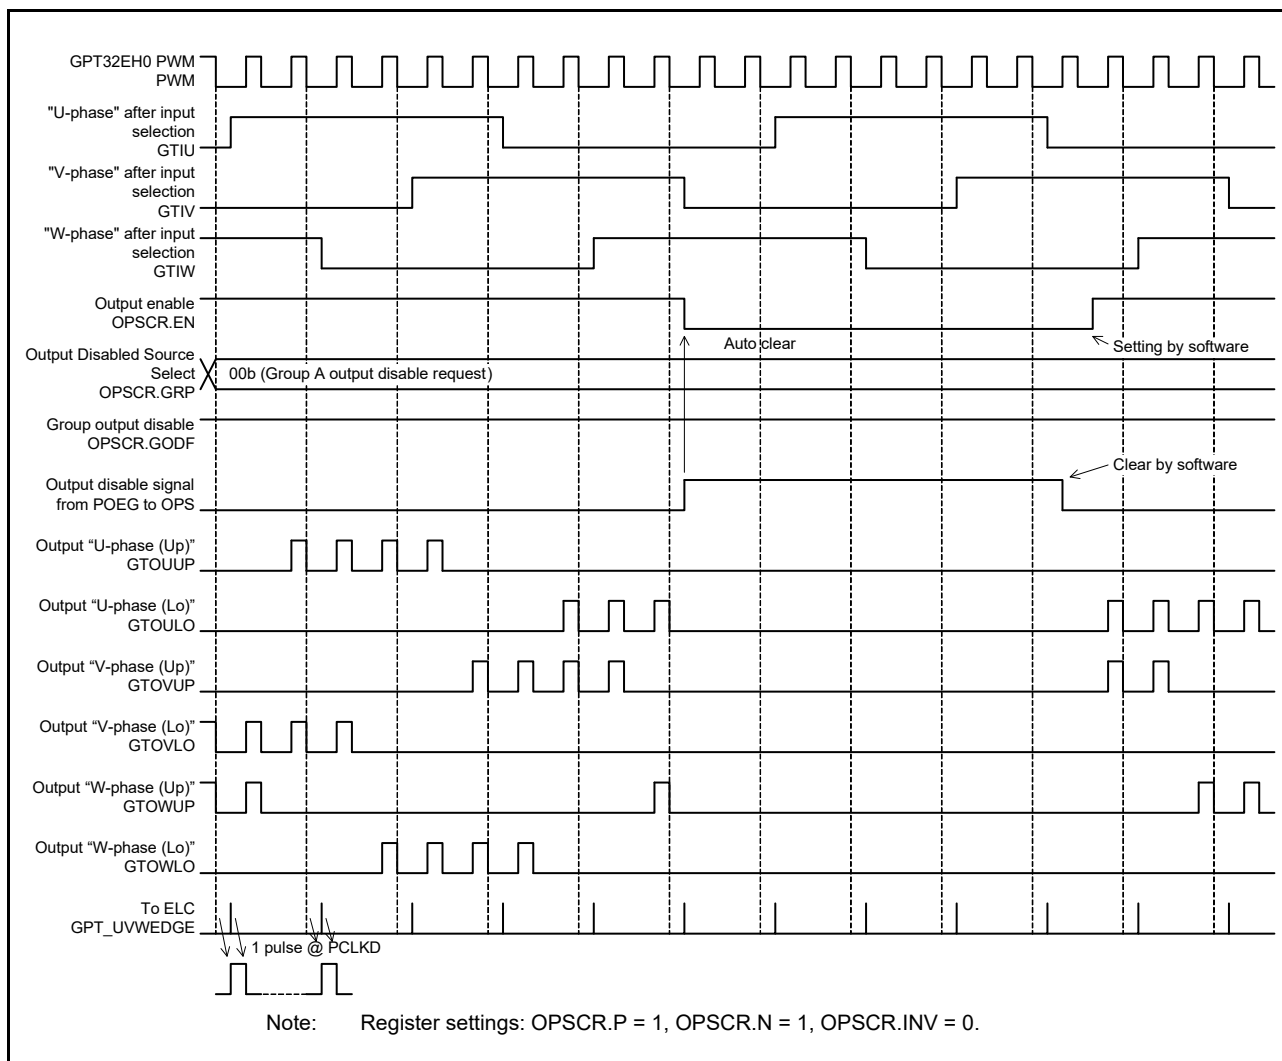 GPT32EH0 PWM
PWM
"U-phase" after input
selection
GTIU
"V-phase" after input
selection
GTIV
"W-phase" after input
selection
GTIW
Output enable
OPSCR.EN
Auto clear
Setting by software
Output Disabled Source
Select
OPSCR.GRP
00b (Group A output disable request)
Group output disable
OPSCR.GODF
Clear by software
Output disable signal
from POEG to OPS
Output “U-phase (Up)”
GTOUUP
Output “U-phase (Lo)”
GTOULO
Output “V-phase (Up)”
GTOVUP
Output “V-phase (Lo)”
GTOVLO
Output “W-phase (Up)”
GTOWUP
Output “W-phase (Lo)”
GTOWLO
To ELC
GPT_UVWEDGE
1 pulse @ PCLKD
Note: Register settings: OPSCR.P = 1, OPSCR.N = 1, OPSCR.INV = 0.